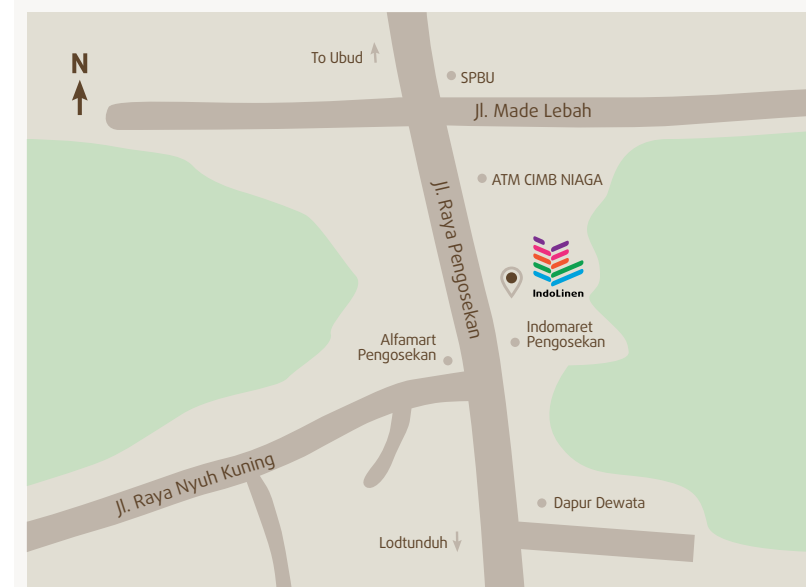 To Ubud
N
SPBU
Jl. Made Lebah
ATM CIMB NIAGA
Jl. Raya Pengosekan
IndoLinen
Indomaret
Pengosekan
Alfamart
Pengosekan
Jl. Raya Nyuh Kuning
Dapur Dewata
Lodtunduh